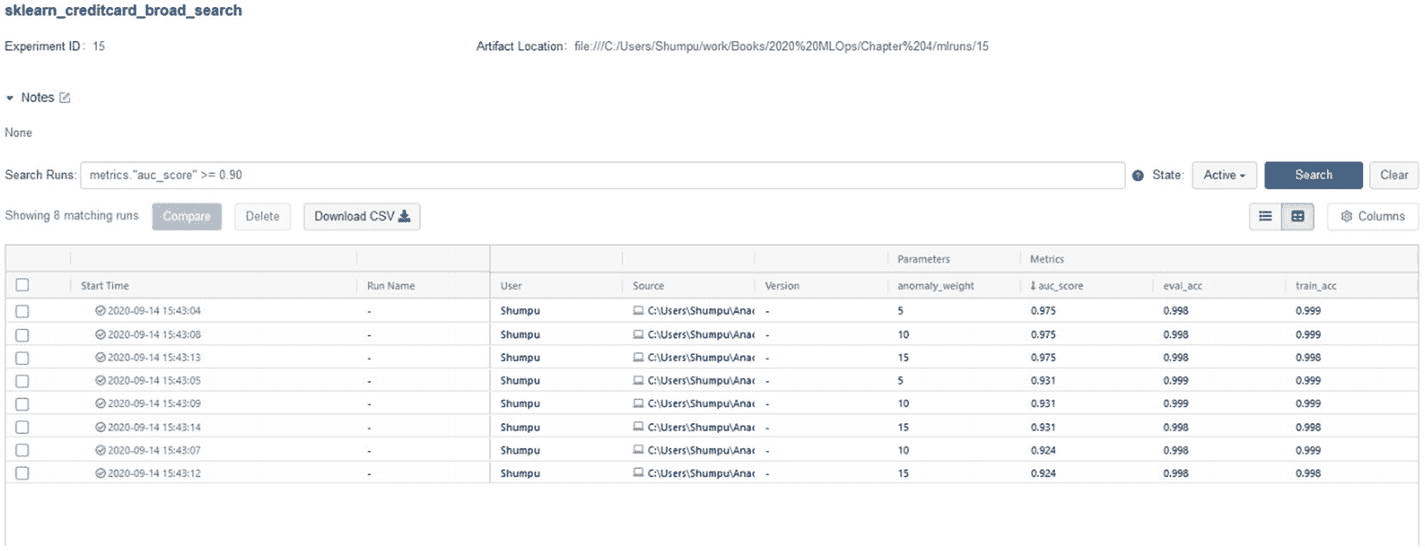 sklearn_creditcard_broad_search
Experiment ID: 15 Artifact Location: file:///C:/Users/Shumpu/work/Books/2020%20MLOps/Chapter%204/mlruns/15
Notes
None
Search Runs: metrics."auc_score" >= 0.90 State: Active Search Clear
Showing 8 matching runs Compare Delete Download CSV Columns
Parameters Metrics
Start Time Run Name User Source Version anomaly_weight auc_score eval_acc train_acc
2020-09-14 15:43:04 - Shumpu C:\Users\Shumpu\Anac - 5 0.975 0.998 0.999
2020-09-14 15:43:08 - Shumpu C:\Users\Shumpu\Anac - 10 0.975 0.998 0.999
2020-09-14 15:43:13 - Shumpu C:\Users\Shumpu\Anac - 15 0.975 0.998 0.998
2020-09-14 15:43:05 - Shumpu C:\Users\Shumpu\Anac - 5 0.931 0.999 0.999
2020-09-14 15:43:09 - Shumpu C:\Users\Shumpu\Anac - 10 0.931 0.999 0.999
2020-09-14 15:43:14 - Shumpu C:\Users\Shumpu\Anac - 15 0.931 0.998 0.998
2020-09-14 15:43:07 - Shumpu C:\Users\Shumpu\Anac - 10 0.924 0.998 0.999
2020-09-14 15:43:12 - Shumpu C:\Users\Shumpu\Anac - 15 0.924 0.998 0.998